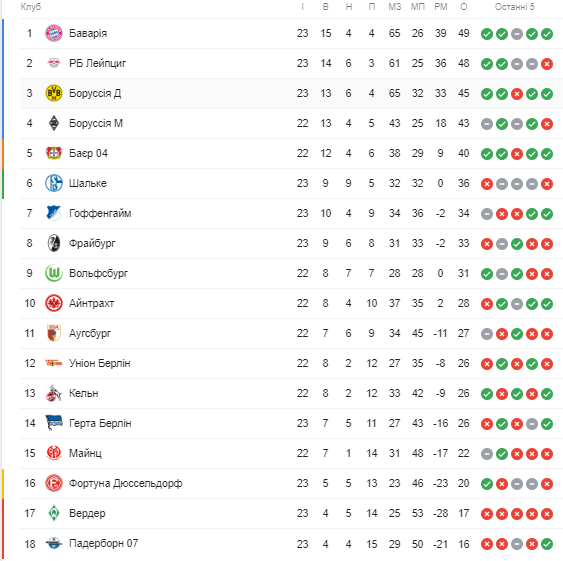 Клуб І В Н П МЗ МП РМ О Останні 5
1 Баварія 23 15 4 4 65 26 39 49
2 РБ Лейпциг 23 14 6 3 61 25 36 48
3 Боруссія Д 23 13 6 4 65 32 33 45
4 Боруссія М 22 13 4 5 43 25 18 43
5 Баєр 04 22 12 4 6 38 29 9 40
6 Шальке 23 9 9 5 32 32 0 36
7 Гоффенгайм 23 10 4 9 34 36 -2 34
8 Фрайбург 23 9 6 8 31 33 -2 33
9 Вольфсбург 22 8 7 7 28 28 0 31
10 Айнтрахт 22 8 4 10 37 35 2 28
11 Аугсбург 22 7 6 9 34 45 -11 27
12 Уніон Берлін 22 8 2 12 27 35 -8 26
13 Кельн 22 8 2 12 33 42 -9 26
14 Герта Берлін 23 7 5 11 27 43 -16 26
15 Майнц 22 7 1 14 31 48 -17 22
16 Фортуна Дюссельдорф 23 5 5 13 23 46 -23 20
17 Вердер 23 4 5 14 25 53 -28 17
18 Падерборн 07 23 4 4 15 29 50 -21 16